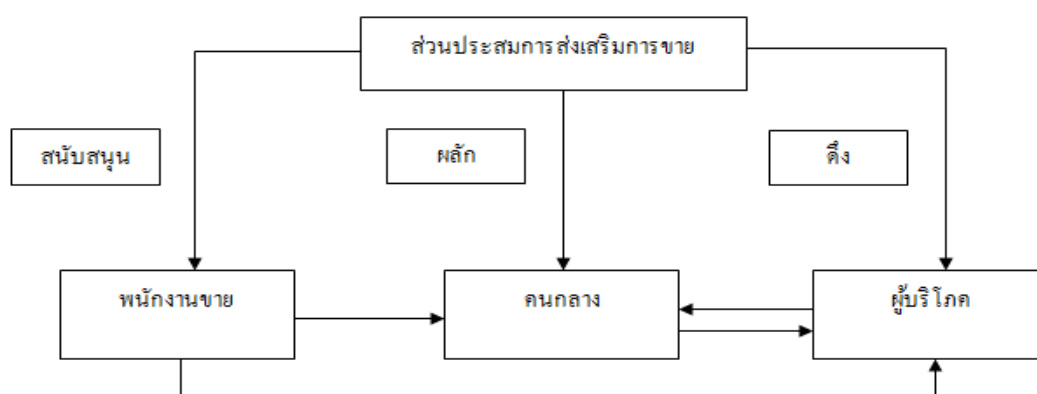 ส่วนประสมการส่งเสริมการขาย
สนับสนุน
ผลัก
ดึง
พนักงานขาย
คนกลาง
ผู้บริโภค